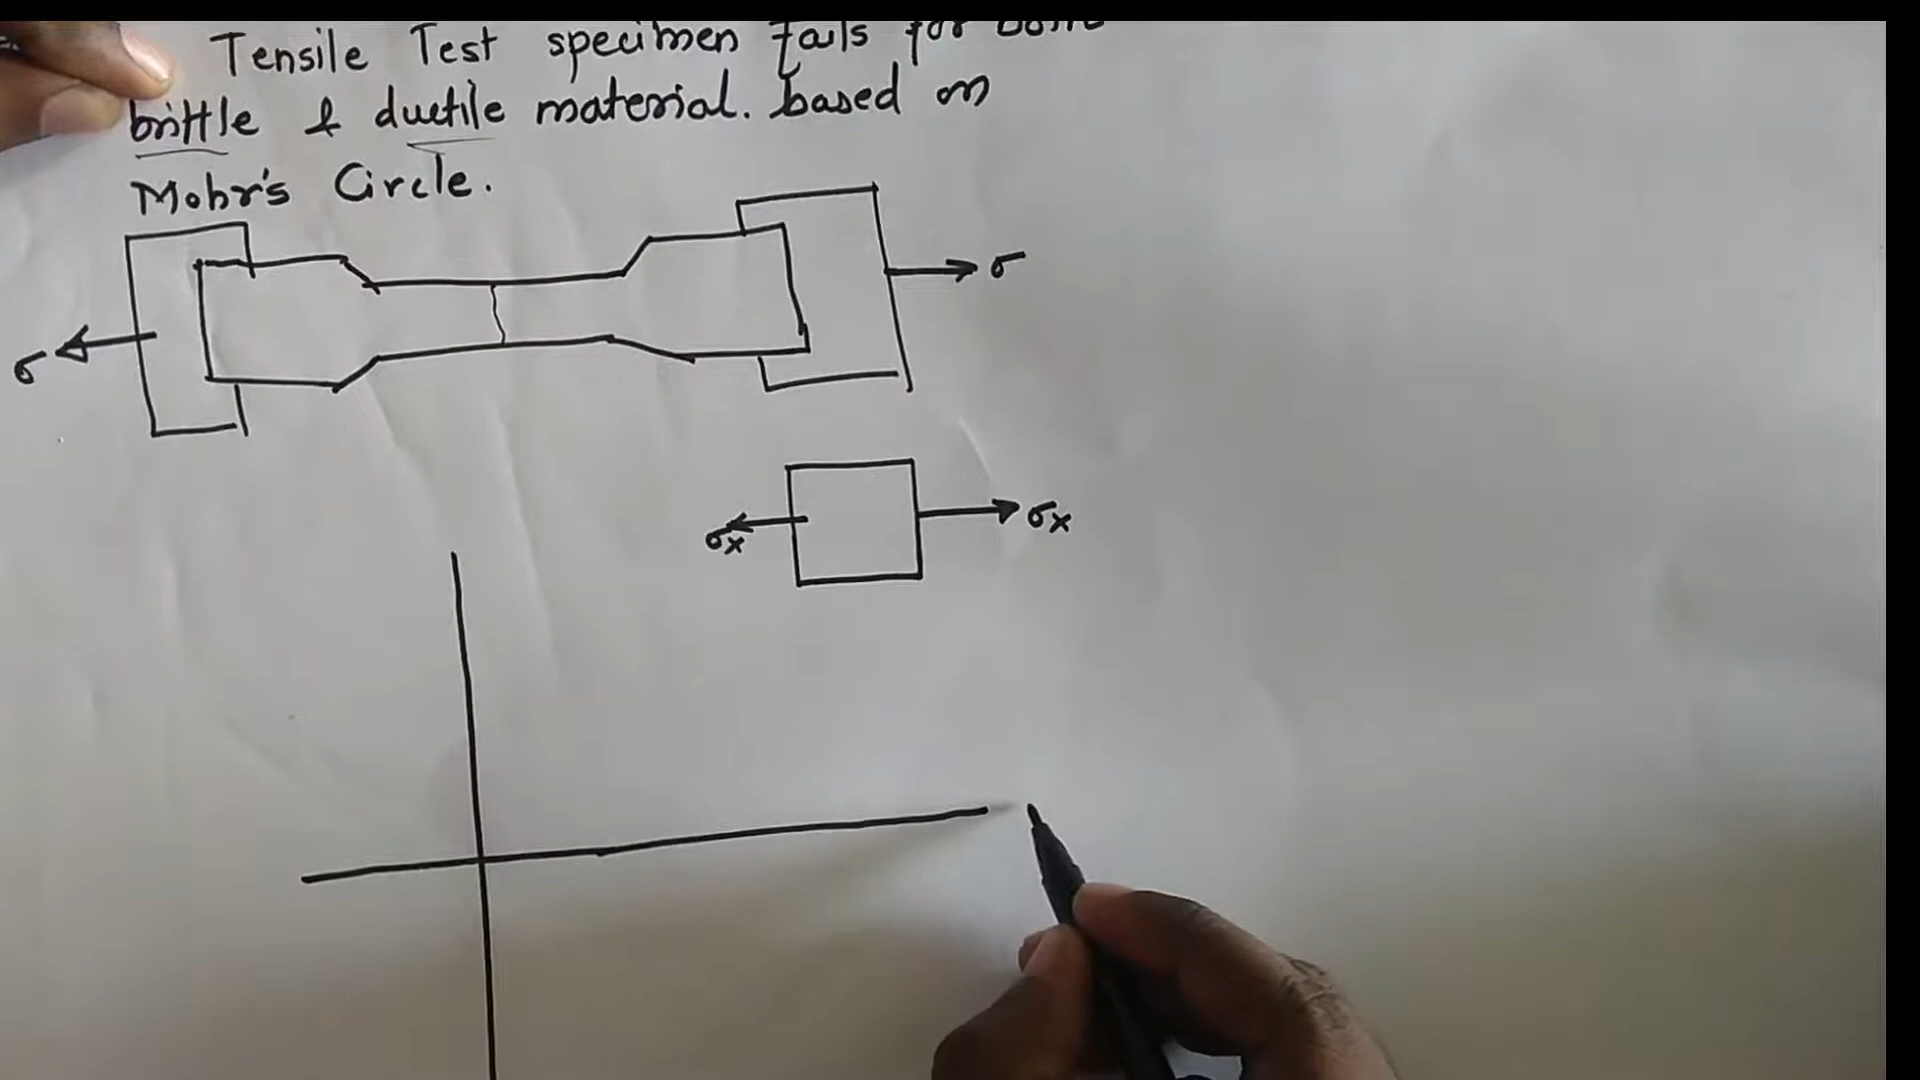 Tensile Test specimen fails for
brittle & ductile material. based on
Mohr's Circle.
σ
σ
σx
σx